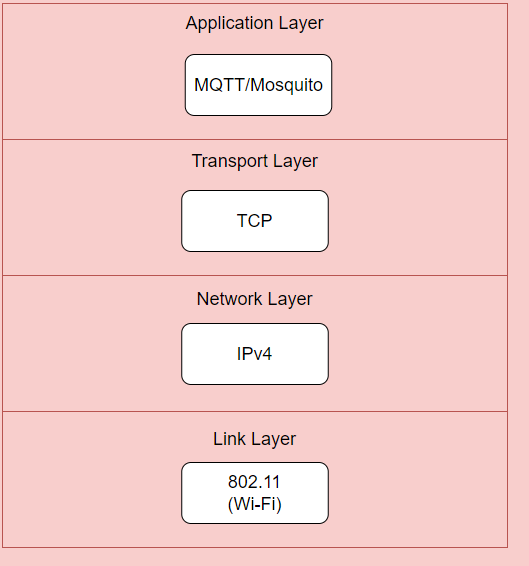 Application Layer
MQTT/Mosquito
Transport Layer
TCP
Network Layer
IPv4
Link Layer
802.11
(Wi-Fi)